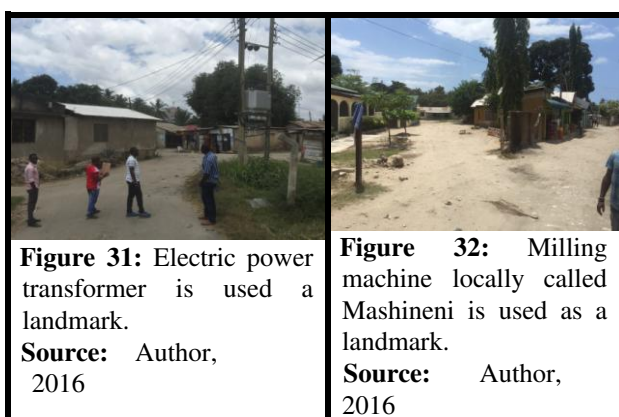 Figure 31: Electric power
transformer is used a
landmark.
Source: Author,
2016
Figure 32: Milling
machine locally called
Mashineni is used as a
landmark.
Source: Author,
2016